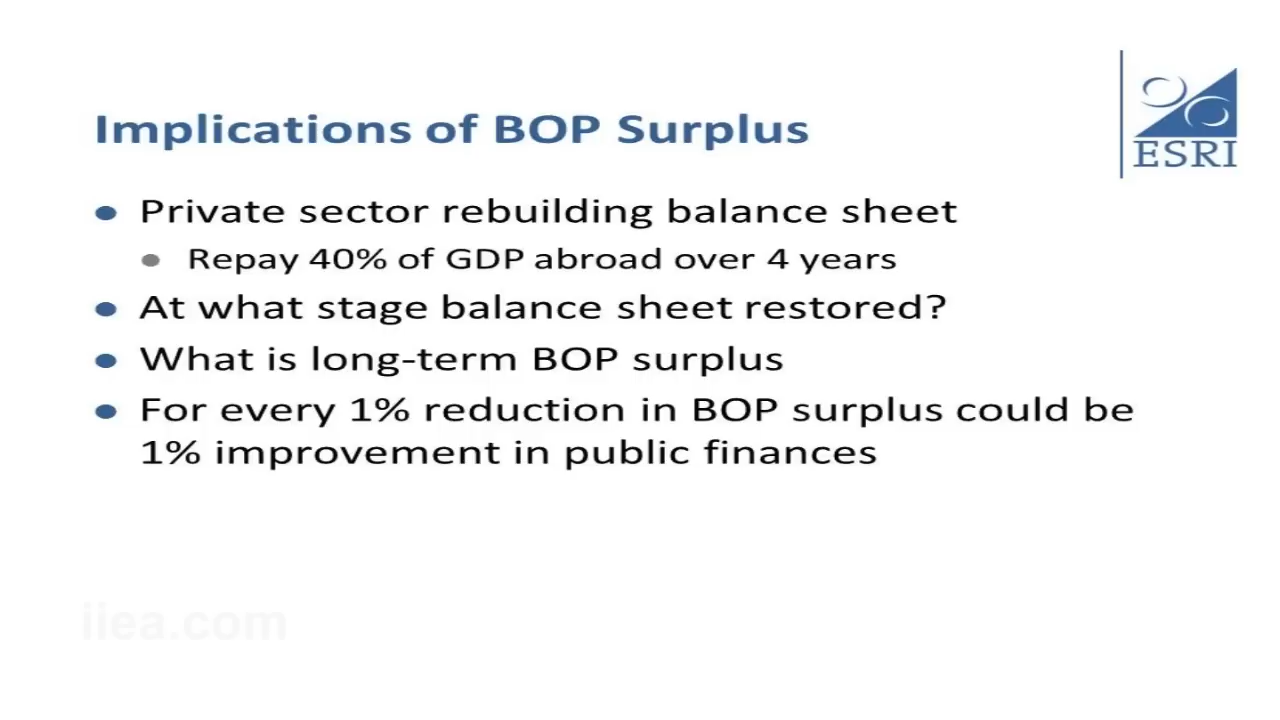 Implications of BOP Surplus
ESRI
Private sector rebuilding balance sheet
Repay 40% of GDP abroad over 4 years
At what stage balance sheet restored?
What is long-term BOP surplus
For every 1% reduction in BOP surplus could be
1% improvement in public finances
iiea.com